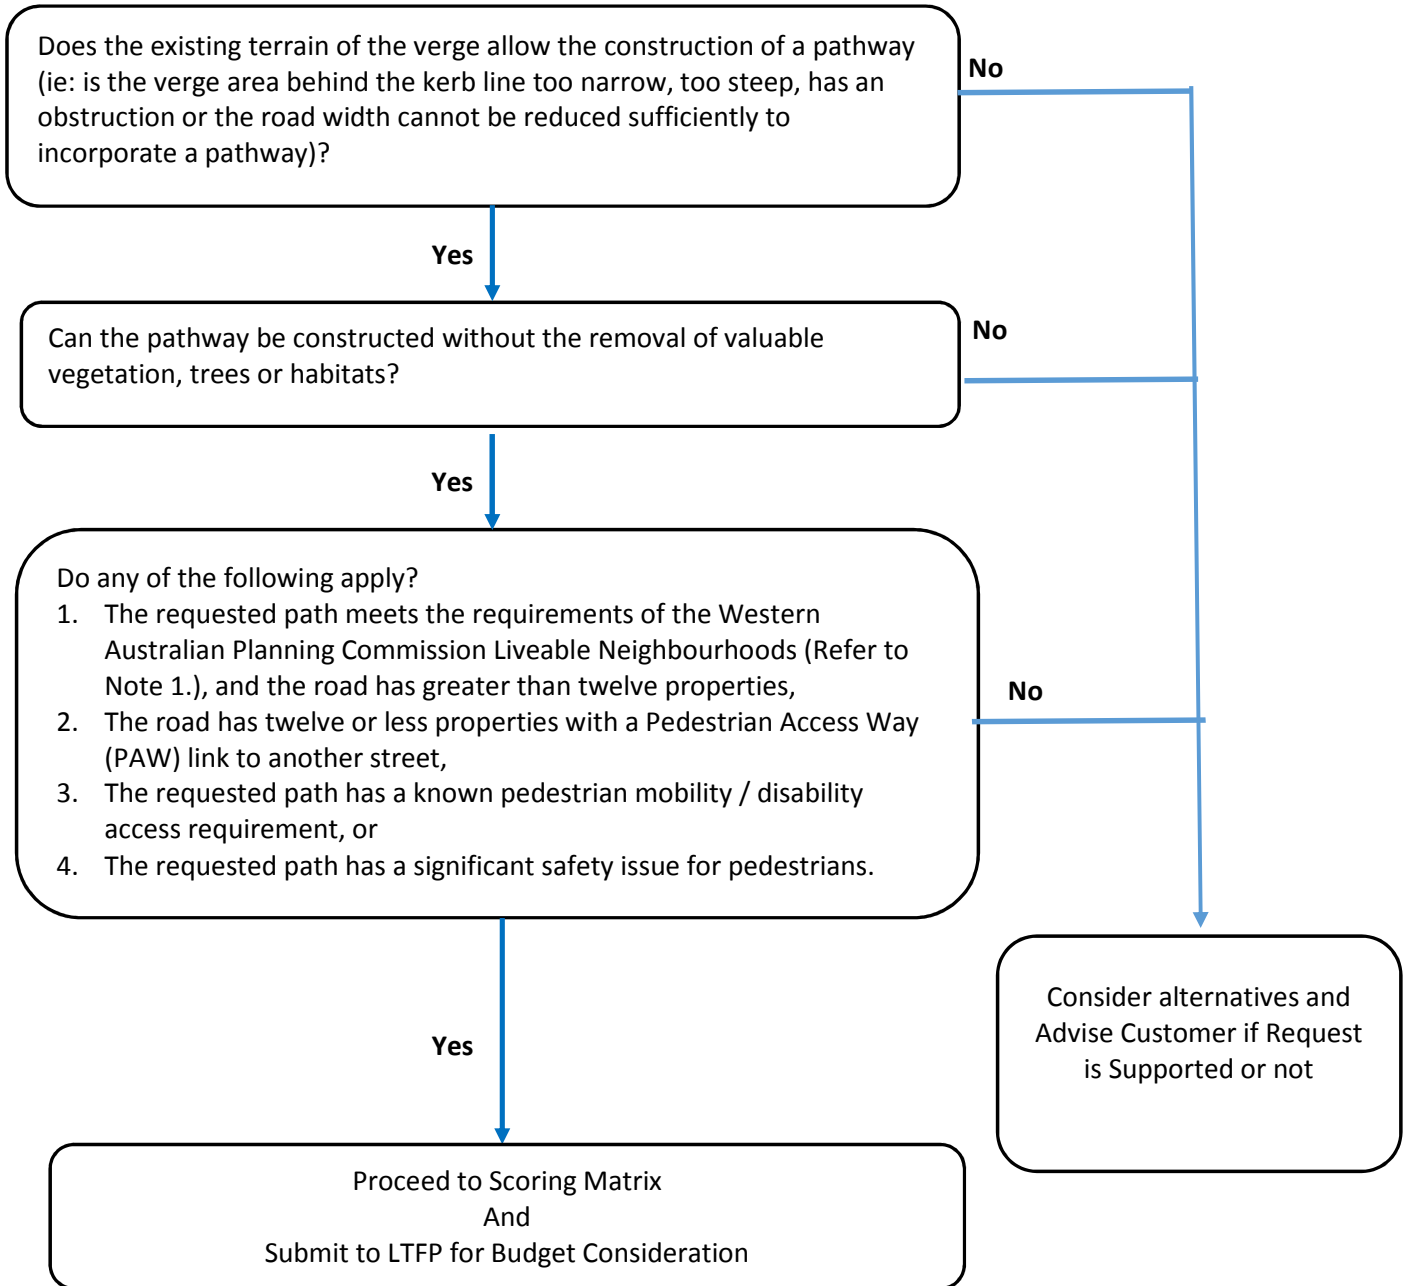 Does the existing terrain of the verge allow the construction of a pathway
(ie: is the verge area behind the kerb line too narrow, too steep, has an
obstruction or the road width cannot be reduced sufficiently to
incorporate a pathway)?
No
Yes
Can the pathway be constructed without the removal of valuable
vegetation, trees or habitats?
No
Yes
Do any of the following apply?
1. The requested path meets the requirements of the Western
Australian Planning Commission Liveable Neighbourhoods (Refer to
Note 1.), and the road has greater than twelve properties,
2. The road has twelve or less properties with a Pedestrian Access Way
(PAW) link to another street,
3. The requested path has a known pedestrian mobility / disability
access requirement, or
4. The requested path has a significant safety issue for pedestrians.
No
Yes
Consider alternatives and
Advise Customer if Request
is Supported or not
Proceed to Scoring Matrix
And
Submit to LTFP for Budget Consideration